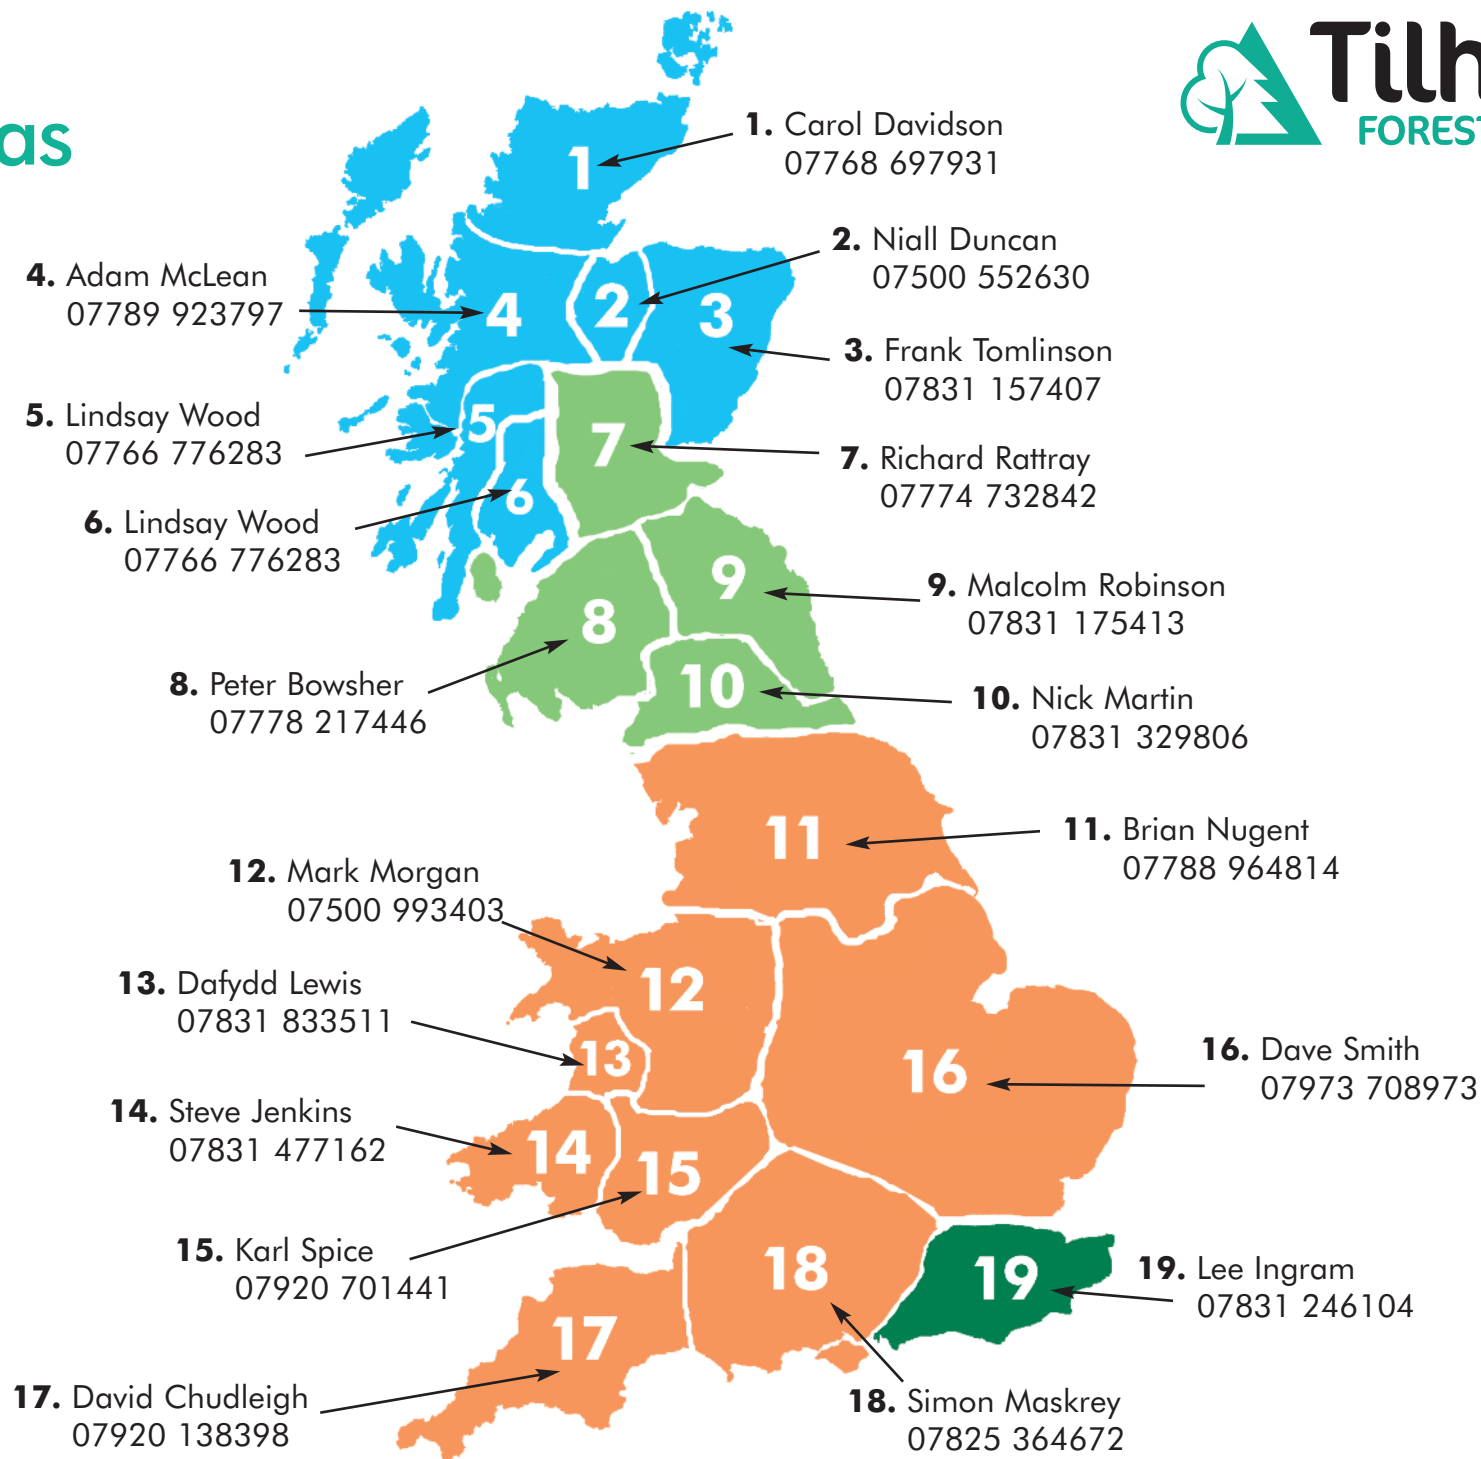 as
Tilh
FOREST
1. Carol Davidson
07768 697931
2. Niall Duncan
07500 552630
4. Adam McLean
07789 923797
3. Frank Tomlinson
07831 157407
5. Lindsay Wood
07766 776283
7. Richard Rattray
07774 732842
6. Lindsay Wood
07766 776283
9. Malcolm Robinson
07831 175413
8. Peter Bowsher
07778 217446
10. Nick Martin
07831 329806
11. Brian Nugent
07788 964814
12. Mark Morgan
07500 993403
13. Dafydd Lewis
07831 833511
16. Dave Smith
07973 708973
14. Steve Jenkins
07831 477162
15. Karl Spice
07920 701441
19. Lee Ingram
07831 246104
17. David Chudleigh
07920 138398
18. Simon Maskrey
07825 364672
1
2
3
4
5
6
7
8
9
10
11
12
13
14
15
16
17
18
19